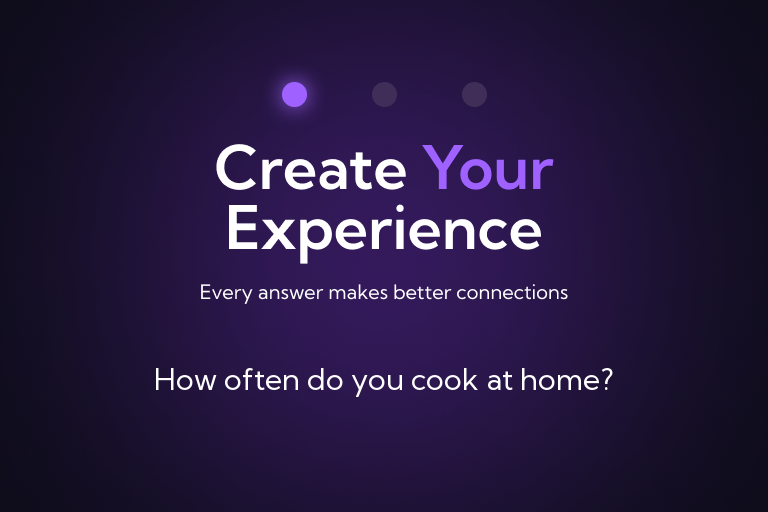 Create Your
Experience
Every answer makes better connections
How often do you cook at home?